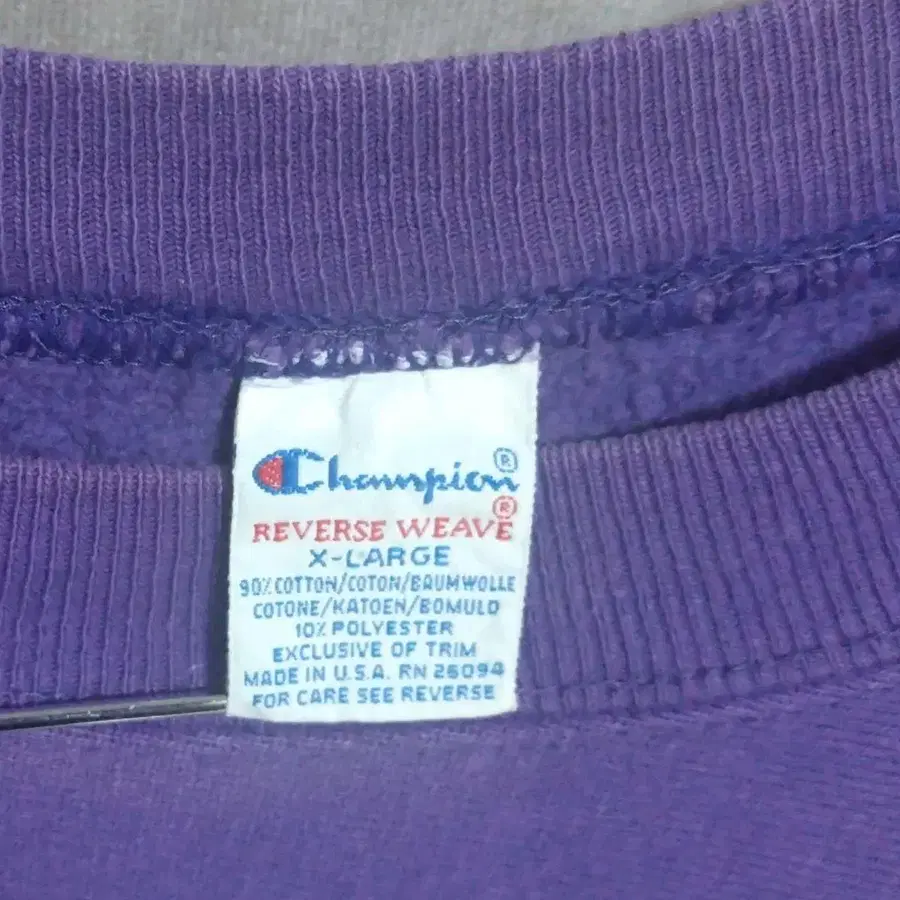 Champion®
REVERSE WEAVE®
X-LARGE
90% COTTON/COTON/BAUMWOLLE
COTONE/KATOEN/BOMULD
10% POLYESTER
EXCLUSIVE OF TRIM
MADE IN U.S.A. RN 26094
FOR CARE SEE REVERSE